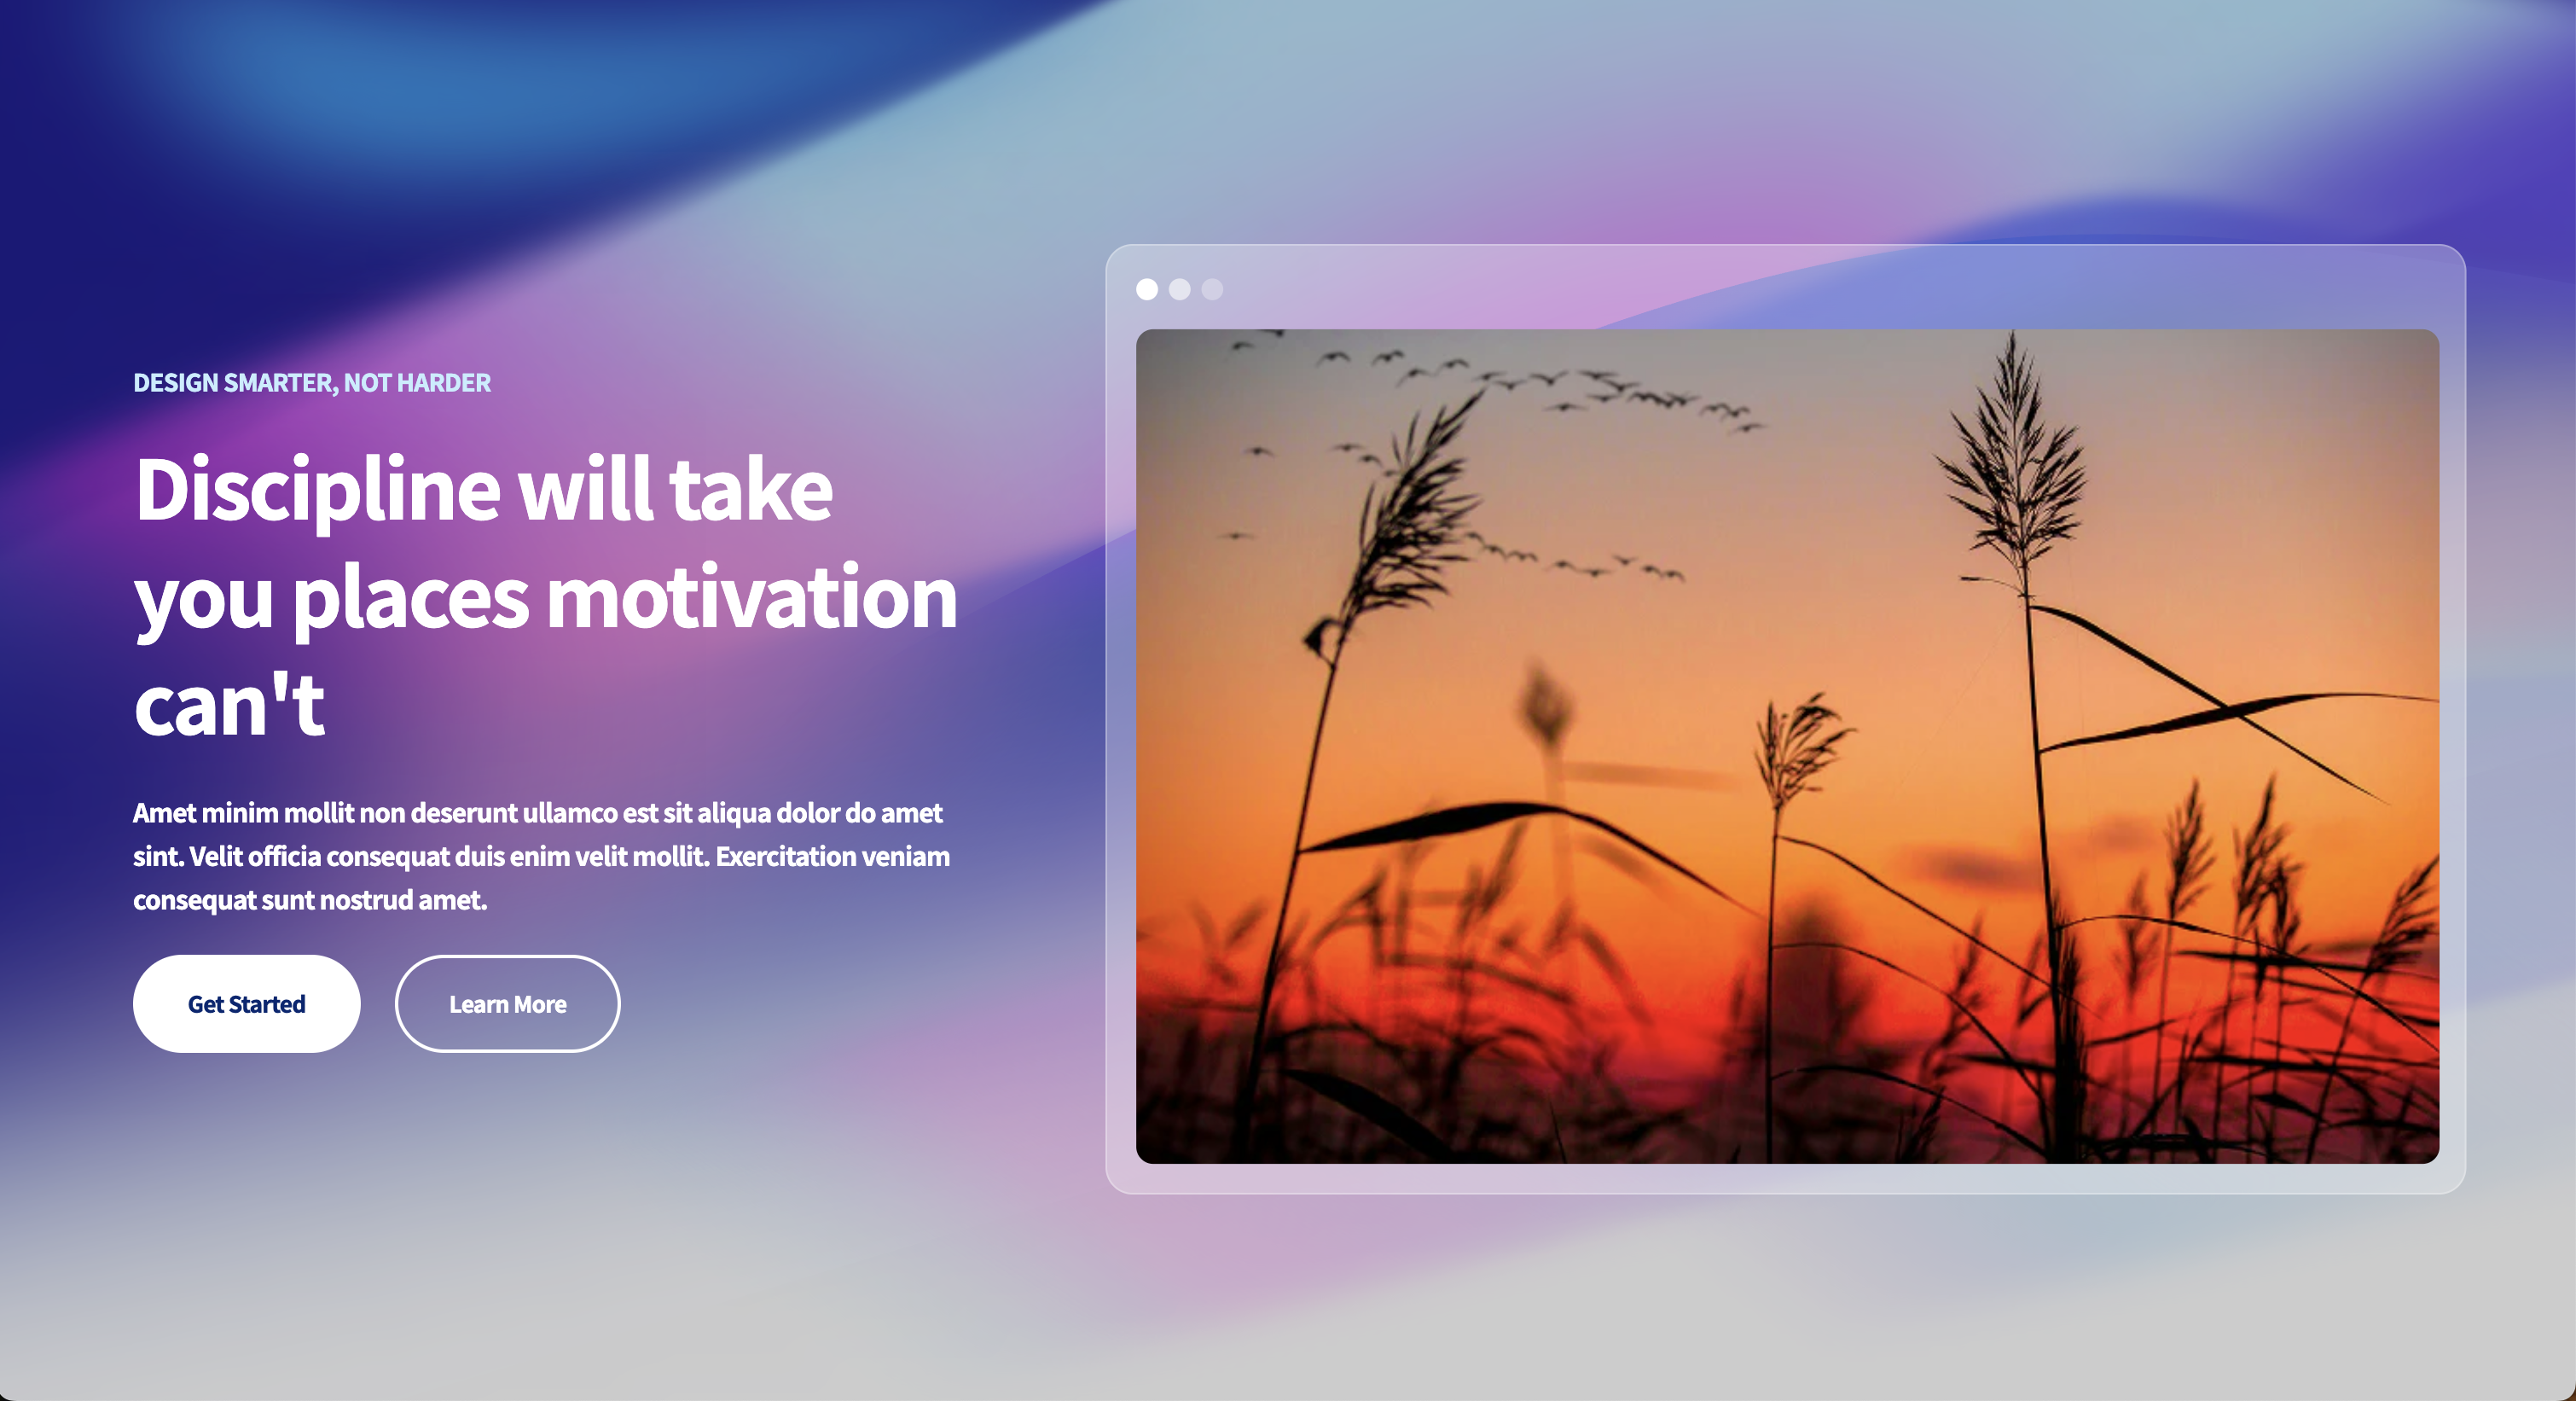 DESIGN SMARTER, NOT HARDER
Discipline will take
you places motivation
can't
Amet minim mollit non deserunt ullamco est sit aliqua dolor do amet
sint. Velit officia consequat duis enim velit mollit. Exercitation veniam
consequat sunt nostrud amet.
Get Started
Learn More